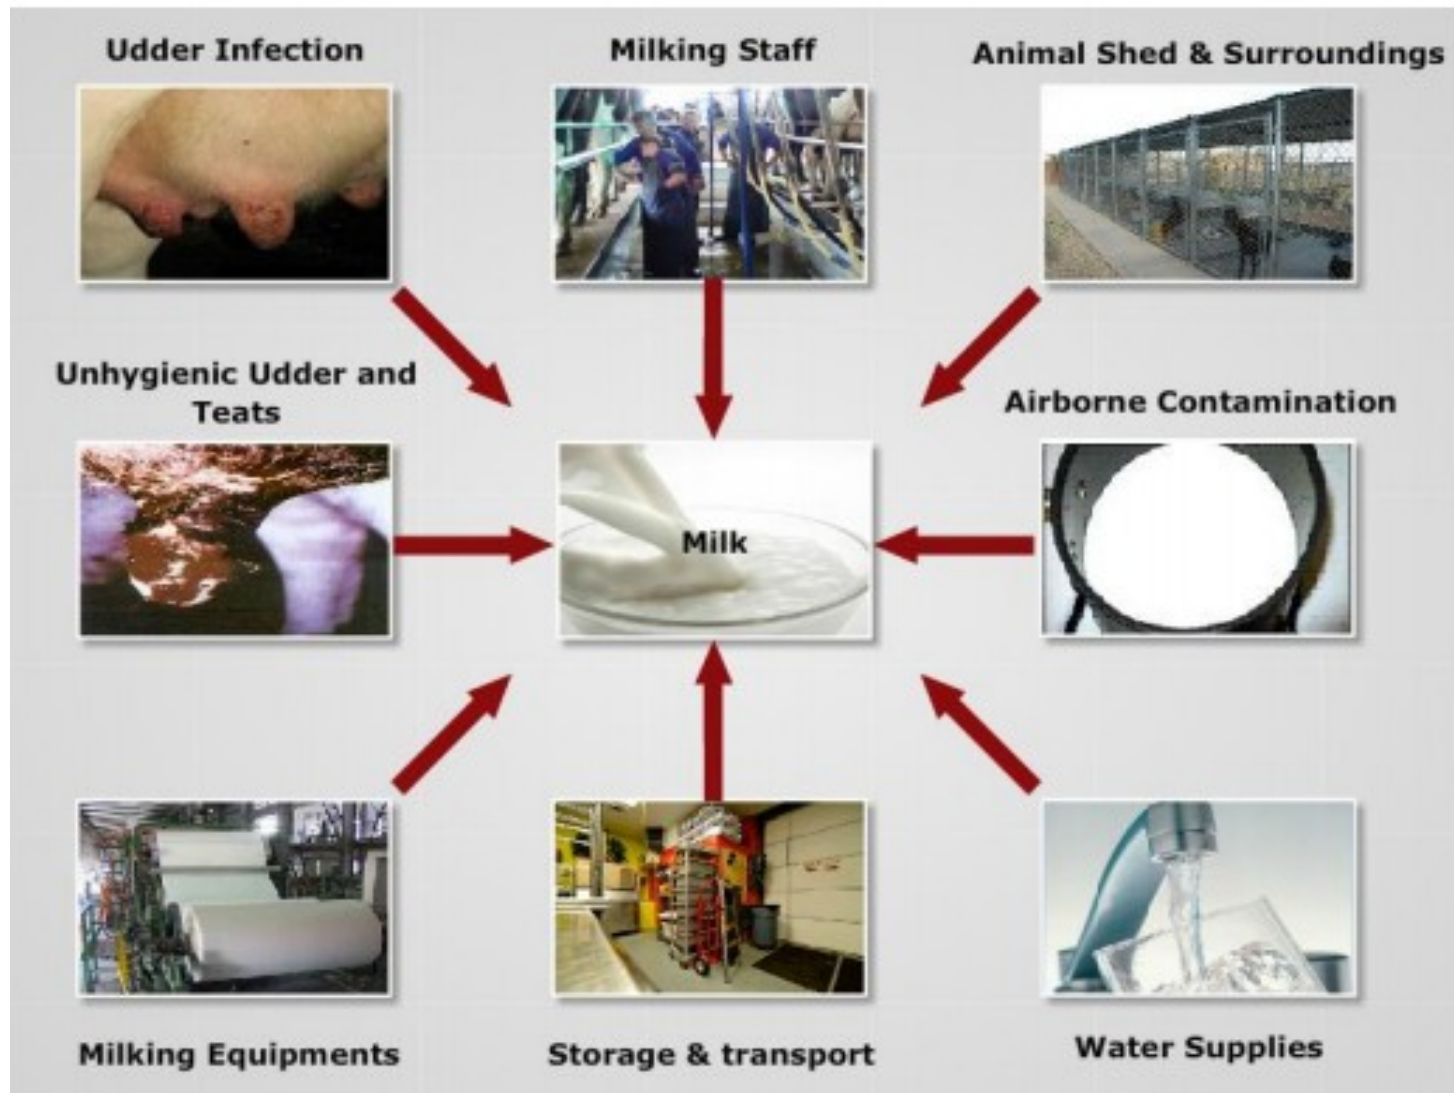 Udder Infection
Milking Staff
Animal Shed & Surroundings
Unhygienic Udder and
Teats
Airborne Contamination
Milk
Milking Equipments
Storage & transport
Water Supplies